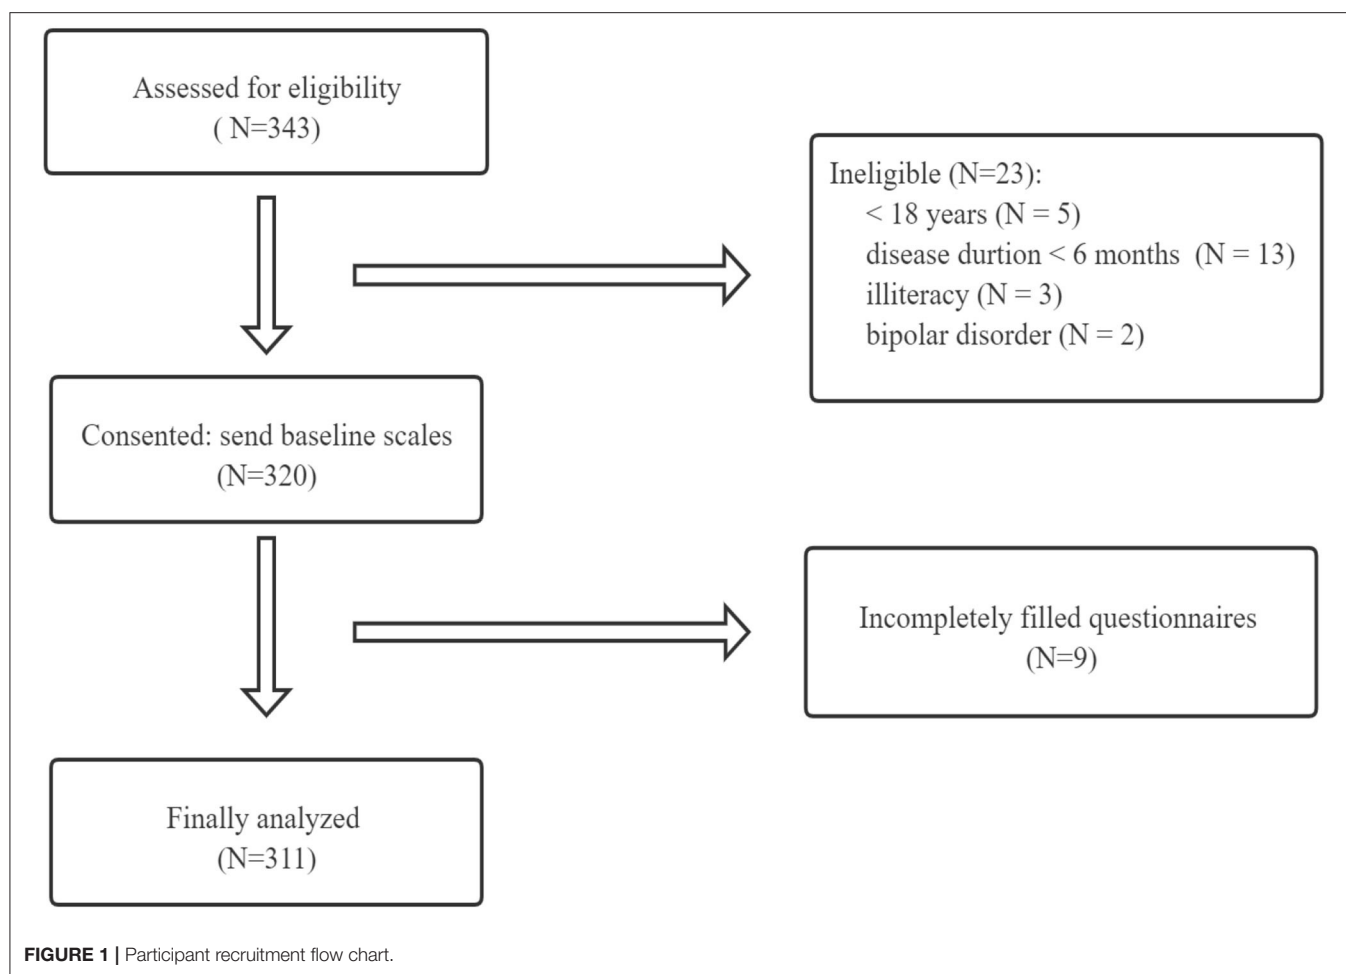 Assessed for eligibility
( N=343)
Ineligible (N=23):
< 18 years (N = 5)
disease durtion < 6 months (N = 13)
illiteracy (N = 3)
bipolar disorder (N = 2)
Consented: send baseline scales
(N=320)
Incompletely filled questionnaires
(N=9)
Finally analyzed
(N=311)
FIGURE 1 | Participant recruitment flow chart.